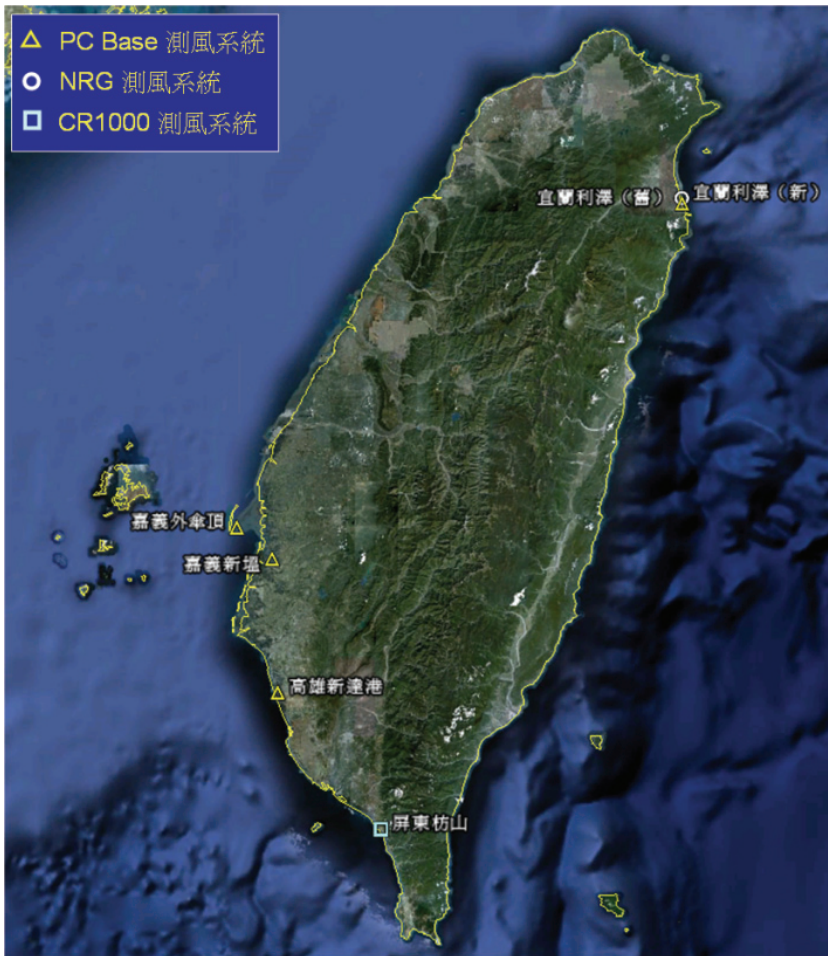 PC Base 測風系統
NRG 測風系統
CR1000 測風系統
宜蘭利澤（舊）
宜蘭利澤（新）
嘉義外傘頂
嘉義新塭
高雄新達港
屏東枋山